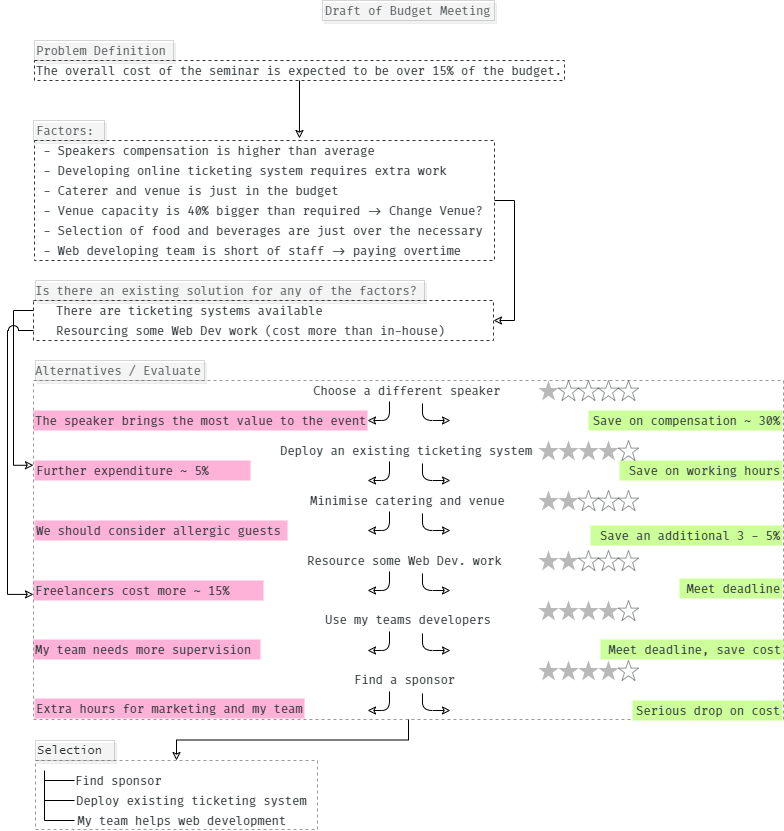 Draft of Budget Meeting
Problem Definition
The overall cost of the seminar is expected to be over 15% of the budget.
Factors:
- Speakers compensation is higher than average
- Developing online ticketing system requires extra work
- Caterer and venue is just in the budget
- Venue capacity is 40% bigger than required -> Change Venue?
- Selection of food and beverages are just over the necessary
- Web developing team is short of staff -> paying overtime
Is there an existing solution for any of the factors?
There are ticketing systems available
Resourcing some Web Dev work (cost more than in-house)
Alternatives / Evaluate
Choose a different speaker
The speaker brings the most value to the event
Save on compensation ~ 30%
Deploy an existing ticketing system
Further expenditure ~ 5%
Save on working hours
Minimise catering and venue
We should consider allergic guests
Save an additional 3 - 5%
Resource some Web Dev. work
Freelancers cost more ~ 15%
Meet deadline
Use my teams developers
My team needs more supervision
Meet deadline, save cost
Find a sponsor
Extra hours for marketing and my team
Serious drop on cost
Selection
Find sponsor
Deploy existing ticketing system
My team helps web development